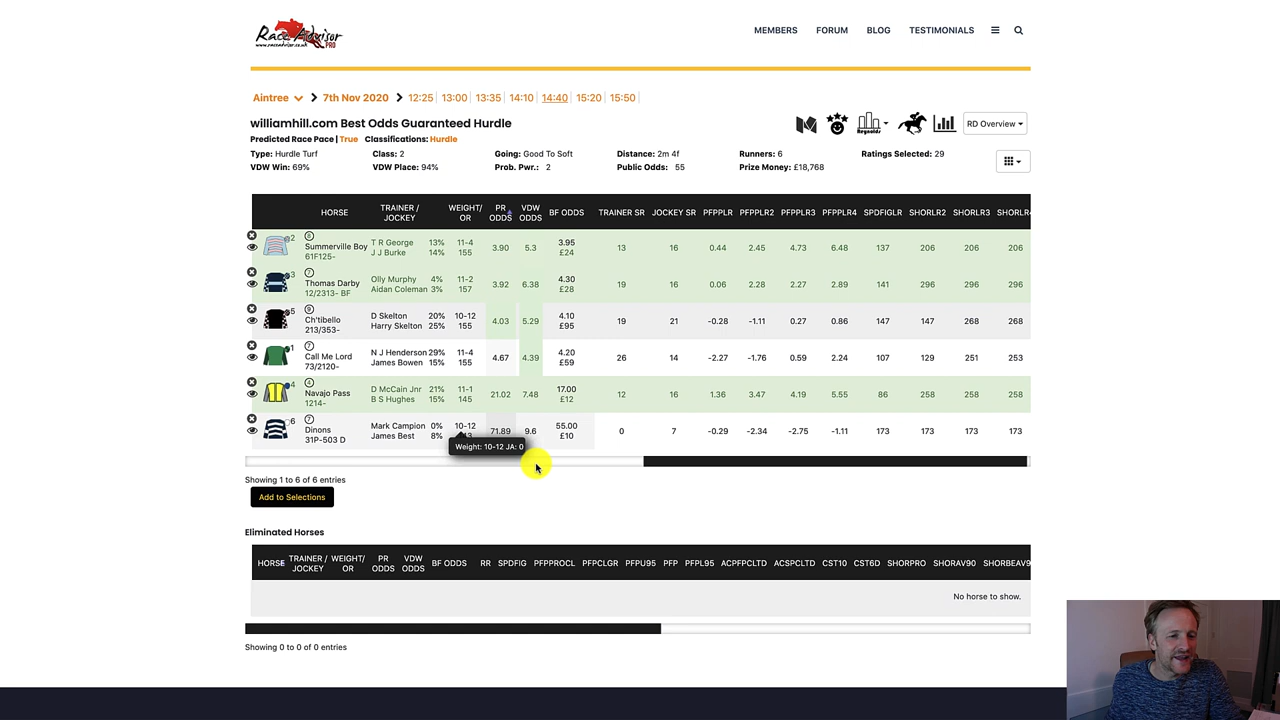 Race Advisor
www.raceadvisor.co.uk PRO
MEMBERS FORUM BLOG TESTIMONIALS
Aintree 7th Nov 2020 12:25 13:00 13:35 14:10 14:40 15:20 15:50
williamhill.com Best Odds Guaranteed Hurdle
Predicted Race Pace | True Classifications: Hurdle
Reynolds
RD Overview
Type: Hurdle Turf Class: 2 Going: Good To Soft Distance: 2m 4f Runners: 6 Ratings Selected: 29
VDW Win: 69% VDW Place: 94% Prob. Pwr.: 2 Public Odds: 55 Prize Money: £18,768
HORSE TRAINER / JOCKEY WEIGHT/ OR PR ODDS VDW ODDS BF ODDS TRAINER SR JOCKEY SR PFPPLR PFPPLR2 PFPPLR3 PFPPLR4 SPDFIGLR SHORLR2 SHORLR3 SHORLR4
8 T R George 13% 11-4 3.95
2 Summerville Boy 3.90 5.3 13 16 0.44 2.45 4.73 6.48 137 206 206 206
61F125- J J Burke 14% 155 £24
7 Olly Murphy 4% 11-2 4.30
3 Thomas Darby 3.92 6.38 19 16 0.06 2.28 2.27 2.89 141 296 296 296
12/2313- BF Aidan Coleman 3% 157 £28
9 D Skelton 20% 10-12 4.10
5 Ch'tibello 4.03 5.29 19 21 -0.28 -1.11 0.27 0.86 147 147 268 268
213/353- Harry Skelton 25% 155 £95
7 N J Henderson 29% 11-4 4.20
1 Call Me Lord 4.67 4.39 26 14 -2.27 -1.76 0.59 2.24 107 129 251 253
73/2120- James Bowen 15% 155 £59
4 D McCain Jnr 21% 11-1 17.00
4 Navajo Pass 21.02 7.48 12 16 1.36 3.47 4.19 5.55 86 258 258 258
1214- B S Hughes 15% 145 £12
7 Mark Campion 0% 10-12 55.00
6 Dinons 71.89 9.6 0 7 -0.29 -2.34 -2.75 -1.11 173 173 173 173
31P-503 D James Best 8% £10
Weight: 10-12 JA: 0
Showing 1 to 6 of 6 entries
Add to Selections
Eliminated Horses
HORSE TRAINER / JOCKEY WEIGHT/ OR PR ODDS VDW ODDS BF ODDS RR SPDFIG PFPPROCL PFPCLGR PFPU95 PFP PFPL95 ACPFPCLTD ACSPCLTD CST10 CST6D SHORPRO SHORAV90 SHORBEAV9
No horse to show.
Showing 0 to 0 of 0 entries